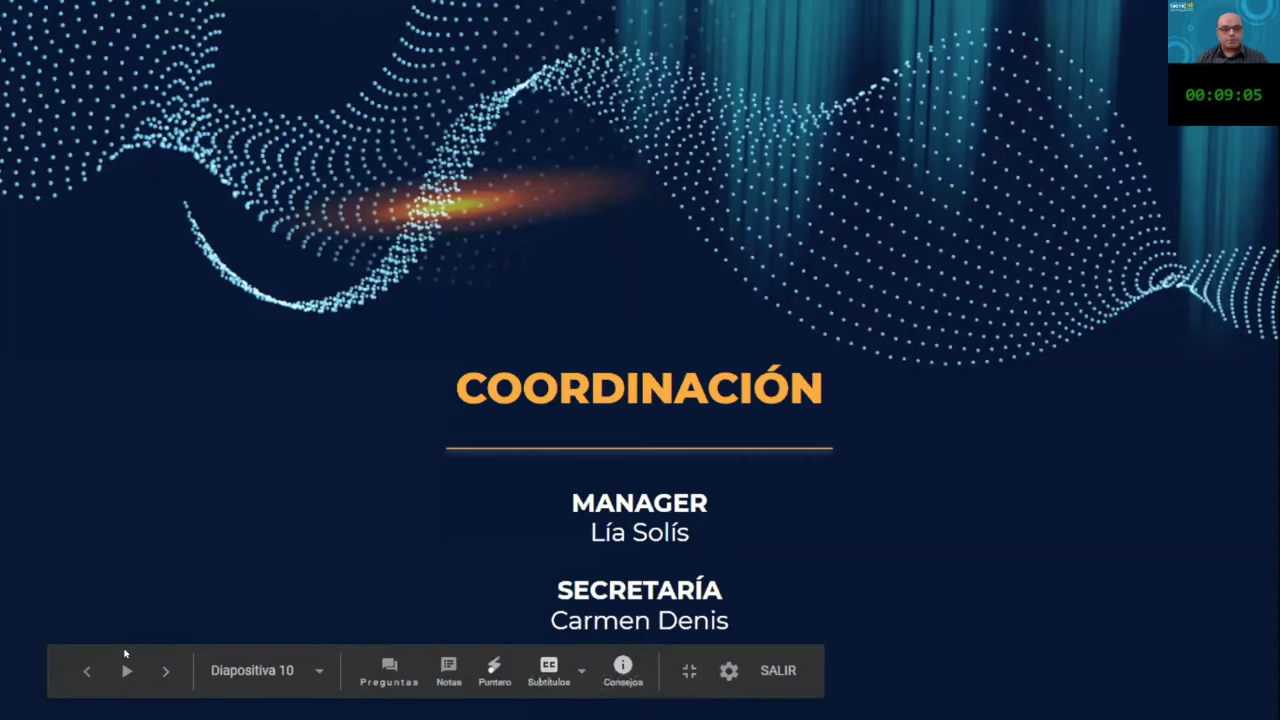 00:09:05
COORDINACIÓN
MANAGER
Lía Solís
SECRETARÍA
Carmen Denis
Diapositiva 10
Preguntas
Notas
Puntero
Subtítulos
Consejos
SALIR